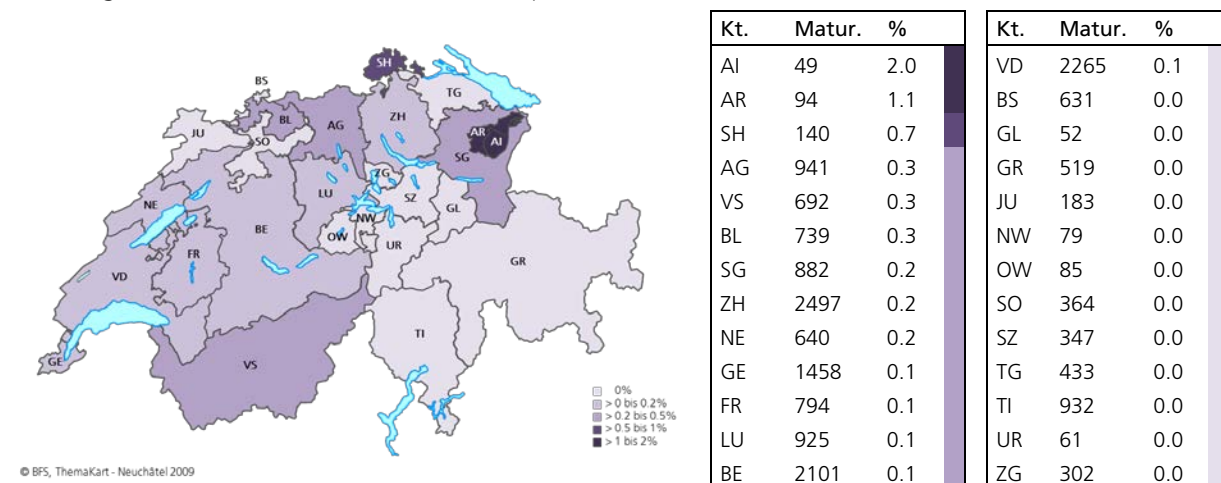 SH
BS
TG
BL
AG
ZH
JU
SO
AR
AI
SG
ZG
LU
SZ
NE
GL
NW
BE
OW
UR
FR
GR
VD
TI
GE
VS
0%
> 0 bis 0.2%
> 0.2 bis 0.5%
> 0.5 bis 1%
> 1 bis 2%
© BFS, ThemaKart - Neuchâtel 2009
Kt. Matur. %
AI 49 2.0
AR 94 1.1
SH 140 0.7
AG 941 0.3
VS 692 0.3
BL 739 0.3
SG 882 0.2
ZH 2497 0.2
NE 640 0.2
GE 1458 0.1
FR 794 0.1
LU 925 0.1
BE 2101 0.1
Kt. Matur. %
VD 2265 0.1
BS 631 0.0
GL 52 0.0
GR 519 0.0
JU 183 0.0
NW 79 0.0
OW 85 0.0
SO 364 0.0
SZ 347 0.0
TG 433 0.0
TI 932 0.0
UR 61 0.0
ZG 302 0.0